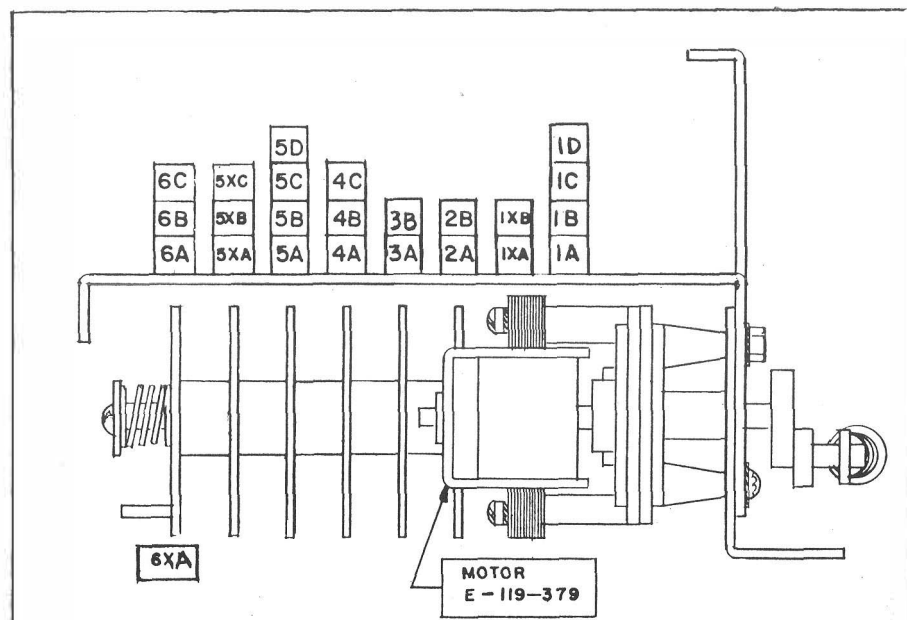 5D 1D
6C 5XC 5C 4C 1C
6B 5XB 5B 4B 3B 2B 1XB 1B
6A 5XA 5A 4A 3A 2A 1XA 1A
6XA
MOTOR
E-119-379